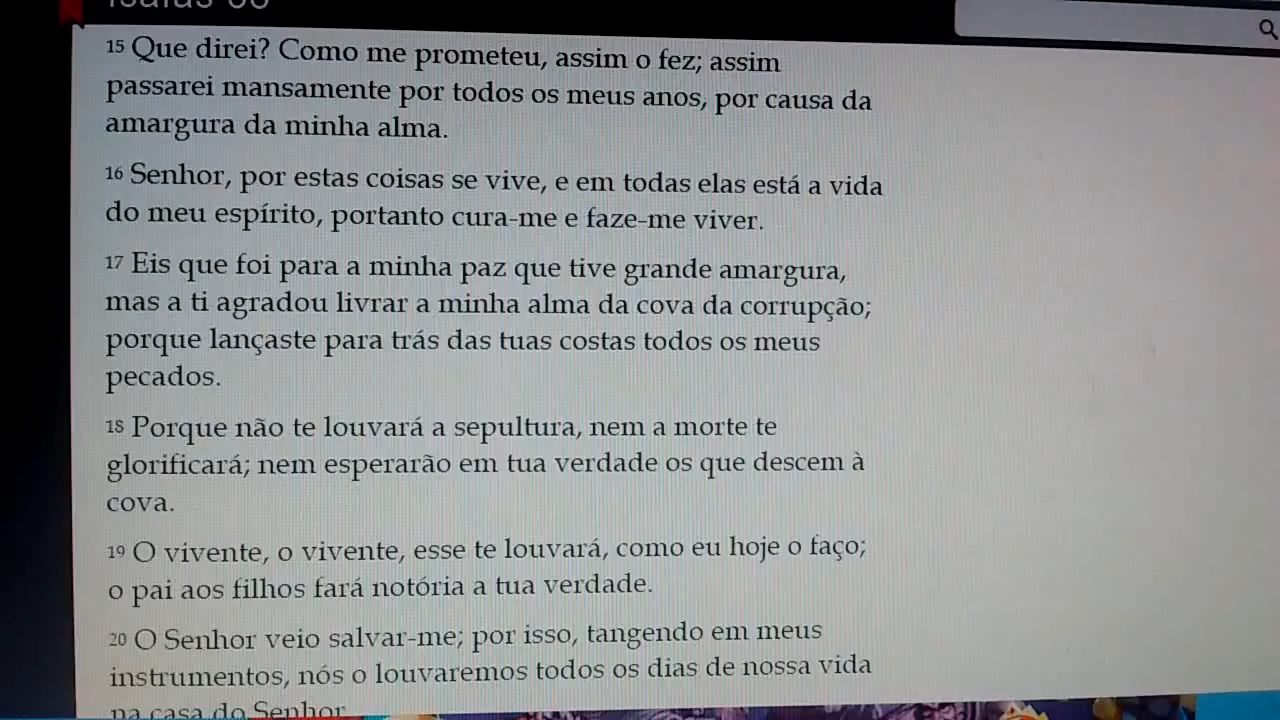 15 Que direi? Como me prometeu, assim o fez; assim
passarei mansamente por todos os meus anos, por causa da
amargura da minha alma.
16 Senhor, por estas coisas se vive, e em todas elas está a vida
do meu espírito, portanto cura-me e faze-me viver.
17 Eis que foi para a minha paz que tive grande amargura,
mas a ti agradou livrar a minha alma da cova da corrupção;
porque lançaste para trás das tuas costas todos os meus
pecados.
18 Porque não te louvará a sepultura, nem a morte te
glorificará; nem esperarão em tua verdade os que descem à
cova.
19 O vivente, o vivente, esse te louvará, como eu hoje o faço;
o pai aos filhos fará notória a tua verdade.
20 O Senhor veio salvar-me; por isso, tangendo em meus
instrumentos, nós o louvaremos todos os dias de nossa vida
na casa do Senhor